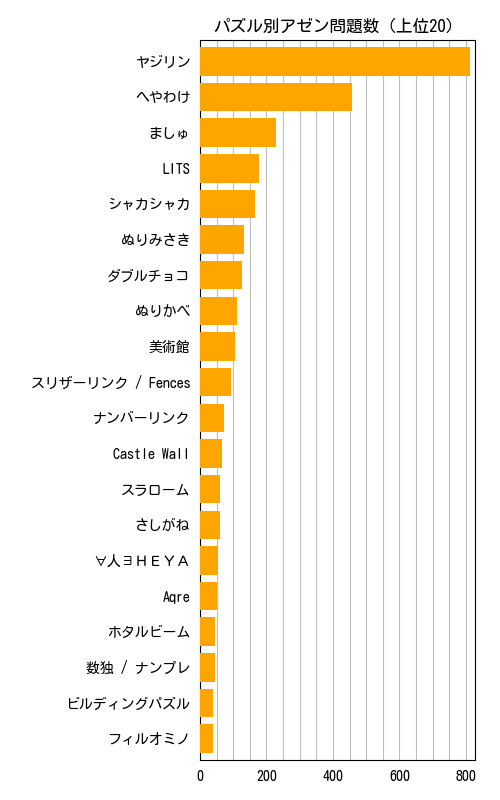 パズル別アゼン問題数（上位20）
ヤジリン
へやわけ
ましゅ
LITS
シャカシャカ
ぬりみさき
ダブルチョコ
ぬりかべ
美術館
スリザーリンク / Fences
ナンバーリンク
Castle Wall
スラローム
さしがね
∀人∃ＨＥＹＡ
Aqre
ホタルビーム
数独 / ナンプレ
ビルディングパズル
フィルオミノ
0 200 400 600 800